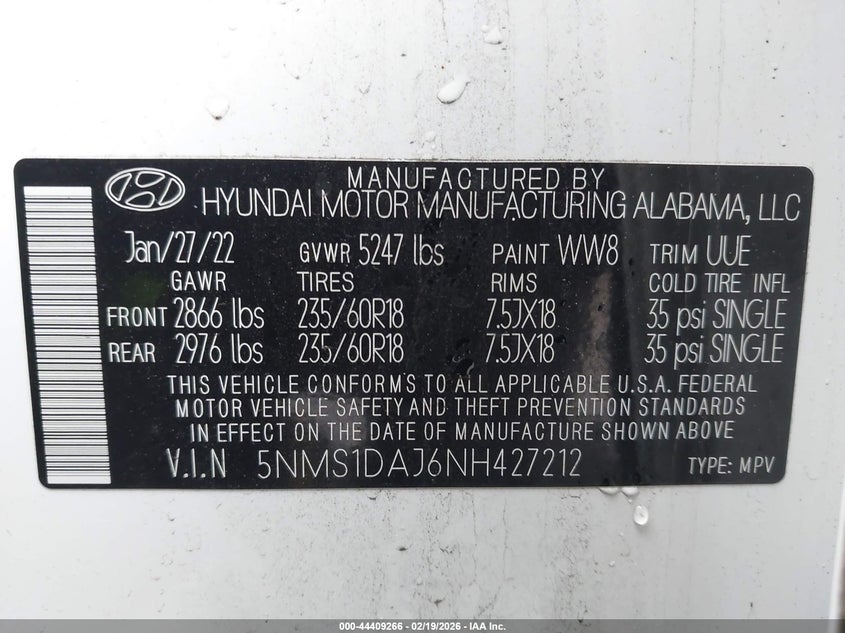 MANUFACTURED BY
HYUNDAI MOTOR MANUFACTURING ALABAMA, LLC
Jan/27/22 GVWR 5247 lbs PAINT WW8 TRIM UUE
GAWR TIRES RIMS COLD TIRE INFL
FRONT 2866 lbs 235/60R18 7.5JX18 35 psi SINGLE
REAR 2976 lbs 235/60R18 7.5JX18 35 psi SINGLE
THIS VEHICLE CONFORMS TO ALL APPLICABLE U.S.A. FEDERAL
MOTOR VEHICLE SAFETY AND THEFT PREVENTION STANDARDS
IN EFFECT ON THE DATE OF MANUFACTURE SHOWN ABOVE.
V.I.N 5NMS1DAJ6NH427212 TYPE: MPV
000-44409266 - 02/19/2026 - IAA Inc.